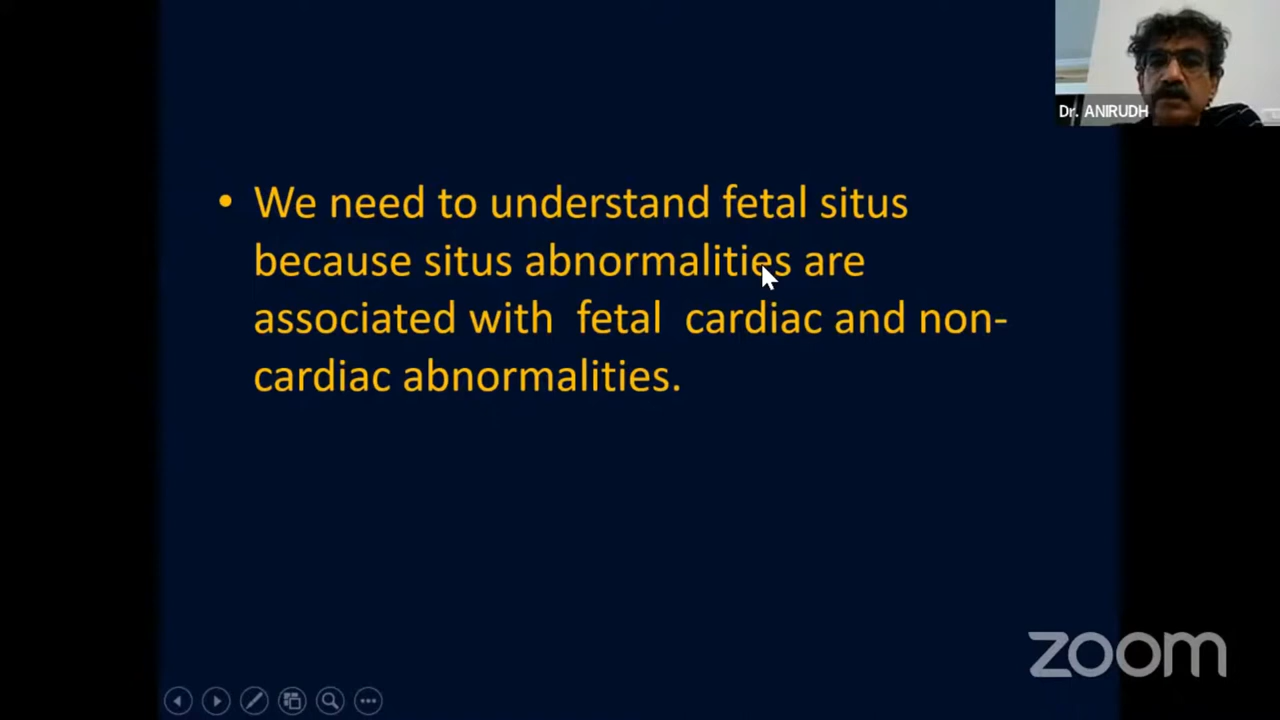 Dr. ANIRUDH
• We need to understand fetal situs
because situs abnormalities are
associated with  fetal  cardiac and non-
cardiac abnormalities.
zoom